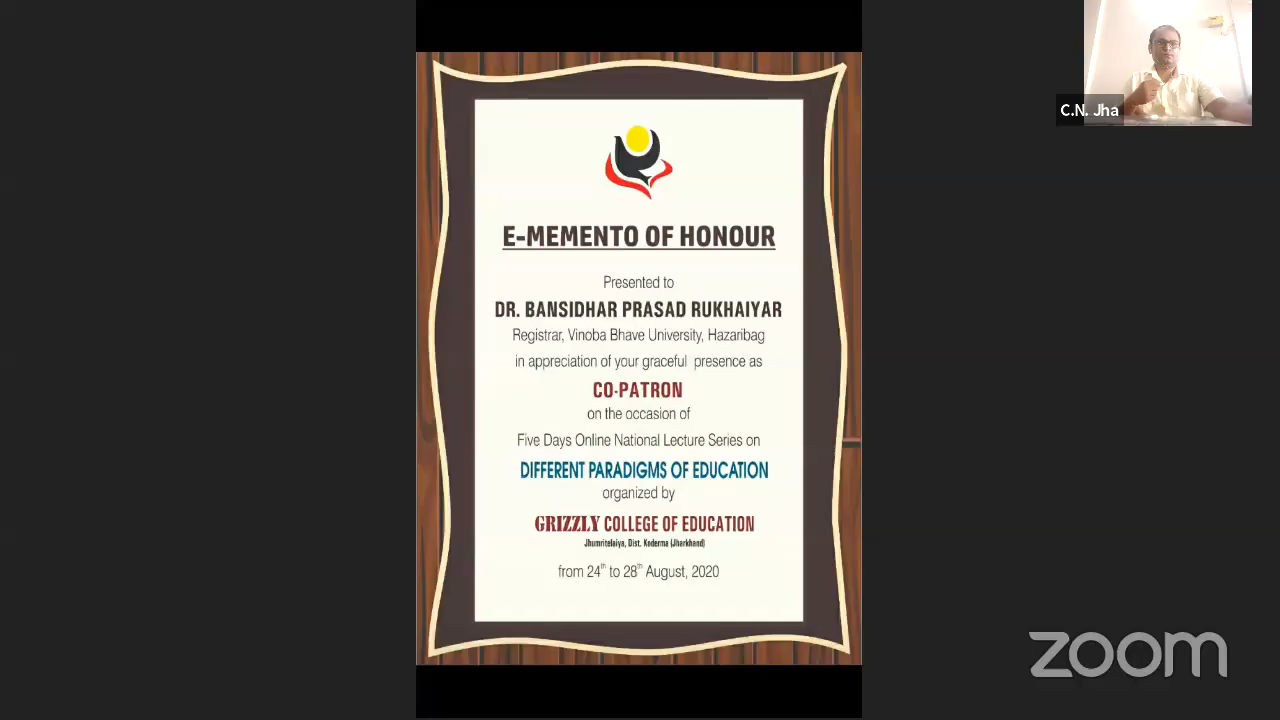 C.N. Jha
E-MEMENTO OF HONOUR
Presented to
DR. BANSIDHAR PRASAD RUKHAIYAR
Registrar, Vinoba Bhave University, Hazaribag
in appreciation of your graceful presence as
CO-PATRON
on the occasion of
Five Days Online National Lecture Series on
DIFFERENT PARADIGMS OF EDUCATION
organized by
GRIZZLY COLLEGE OF EDUCATION
Jhumritelaiya, Dist. Koderma (Jharkhand)
from 24th to 28th August, 2020
zoom